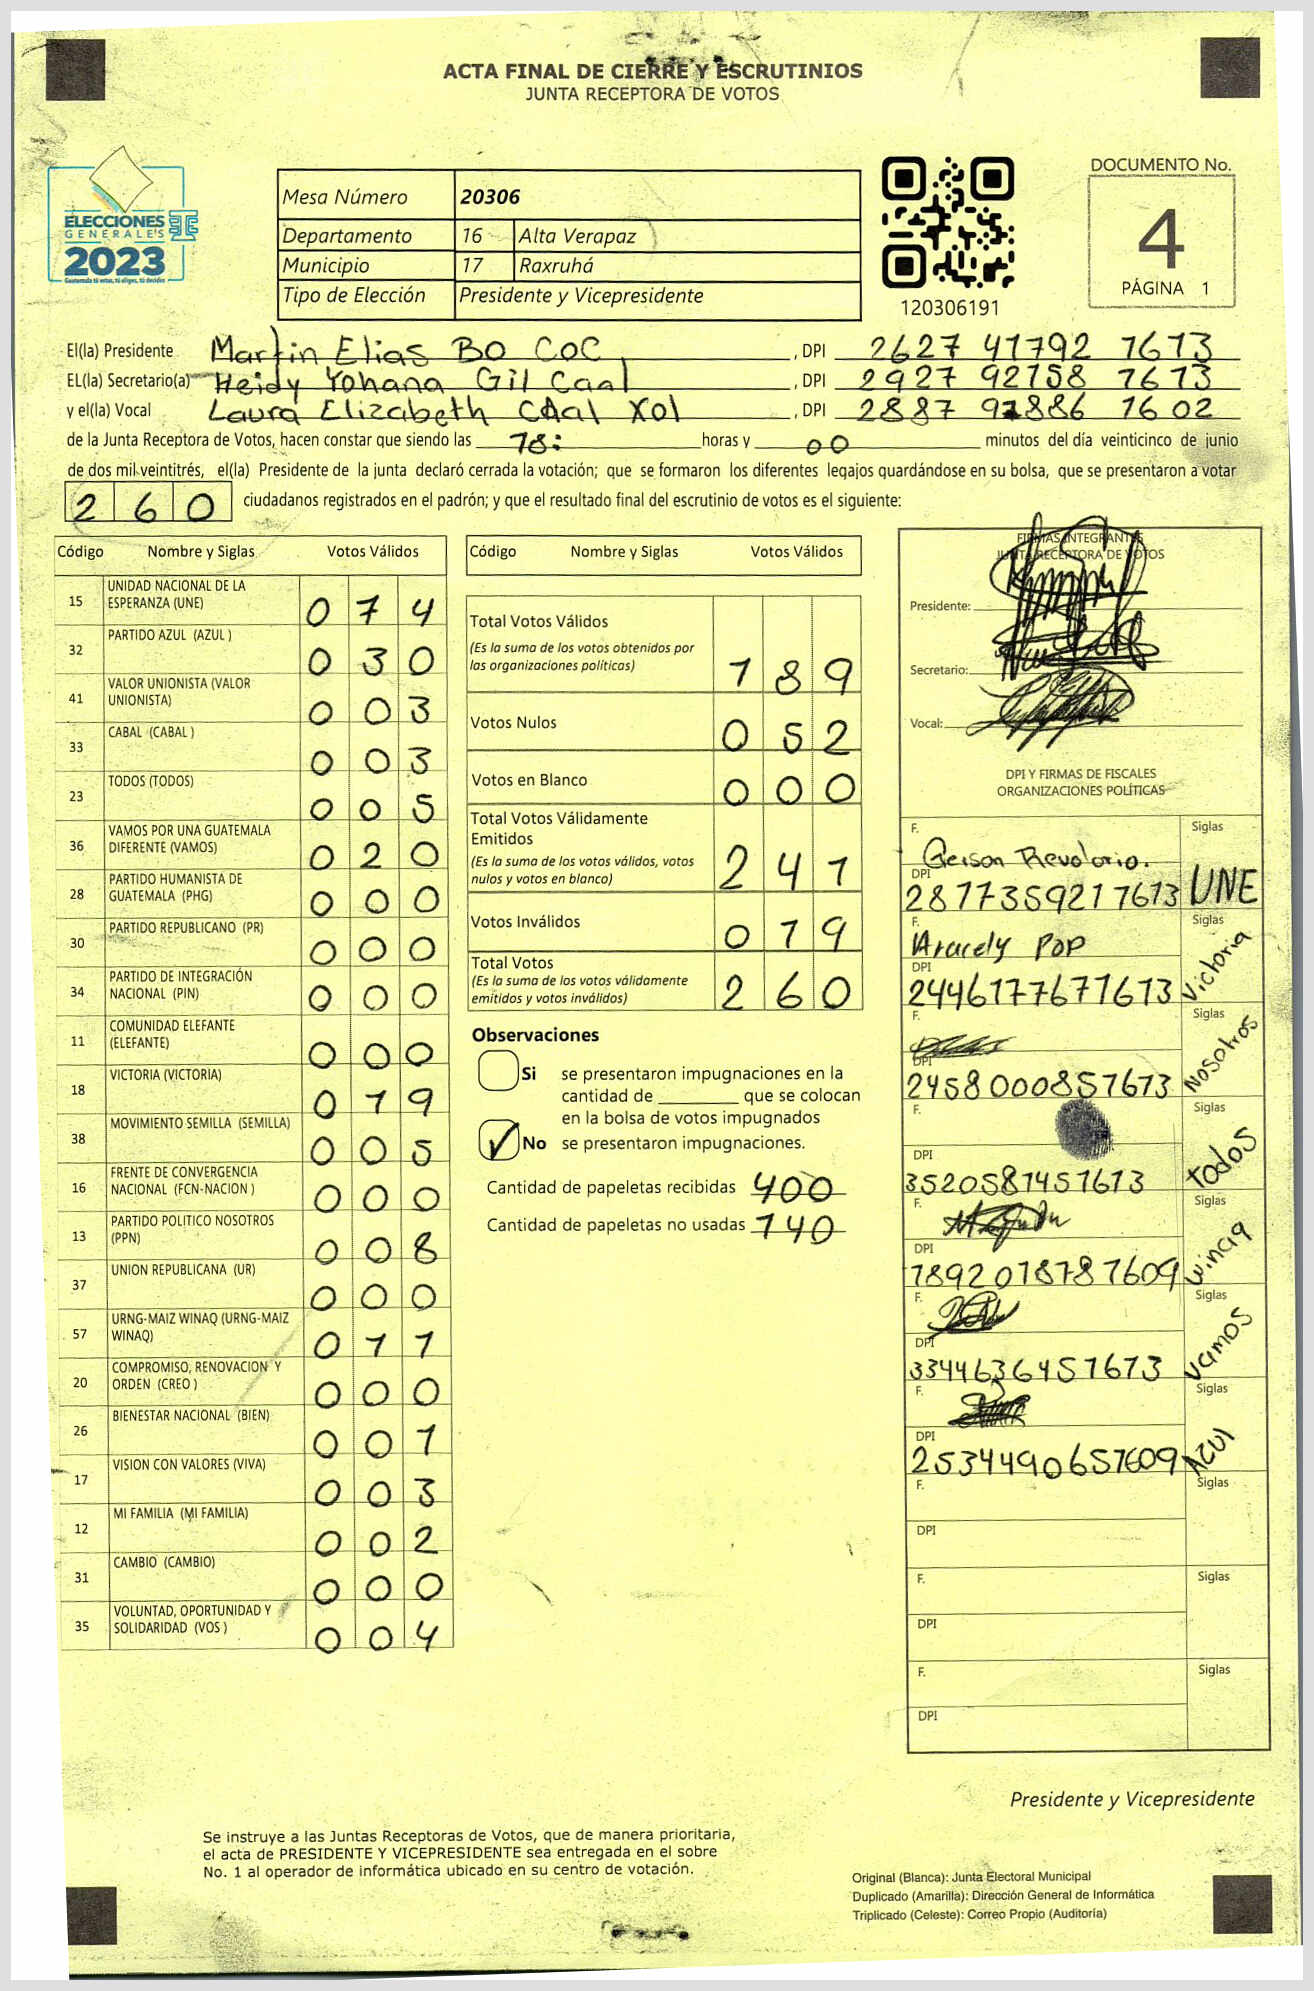 ACTA FINAL DE CIERRE Y ESCRUTINIOS
JUNTA RECEPTORA DE VOTOS
ELECCIONES
GENERALES
2023
Guatemala tú votas, tú eliges, tú decides
Mesa Número 20306
Departamento 16 Alta Verapaz
Municipio 17 Raxruhá
Tipo de Elección Presidente y Vicepresidente
120306191
DOCUMENTO No.
4
PÁGINA 1
El(la) Presidente Martin Elias BO COC , DPI 2627 41792 1613
EL(la) Secretario(a) Heidy Yohana Gil Caal , DPI 2927 92158 1613
y el(la) Vocal Laura Elizabeth CAal Xol , DPI 2887 91886 1602
de la Junta Receptora de Votos, hacen constar que siendo las 18: horas y 00 minutos del día veinticinco de junio
de dos mil veintitrés, el(la) Presidente de la junta declaró cerrada la votación; que se formaron los diferentes legajos guardándose en su bolsa, que se presentaron a votar
260 ciudadanos registrados en el padrón; y que el resultado final del escrutinio de votos es el siguiente:
Código Nombre y Siglas Votos Válidos
15 UNIDAD NACIONAL DE LA ESPERANZA (UNE) 074
32 PARTIDO AZUL (AZUL ) 030
41 VALOR UNIONISTA (VALOR UNIONISTA) 003
33 CABAL (CABAL ) 003
23 TODOS (TODOS) 005
36 VAMOS POR UNA GUATEMALA DIFERENTE (VAMOS) 020
28 PARTIDO HUMANISTA DE GUATEMALA (PHG) 000
30 PARTIDO REPUBLICANO (PR) 000
34 PARTIDO DE INTEGRACIÓN NACIONAL (PIN) 000
11 COMUNIDAD ELEFANTE (ELEFANTE) 000
18 VICTORIA (VICTORIA) 019
38 MOVIMIENTO SEMILLA (SEMILLA) 005
16 FRENTE DE CONVERGENCIA NACIONAL (FCN-NACION ) 000
13 PARTIDO POLITICO NOSOTROS (PPN) 008
37 UNION REPUBLICANA (UR) 000
57 URNG-MAIZ WINAQ (URNG-MAIZ WINAQ) 011
20 COMPROMISO, RENOVACION Y ORDEN (CREO ) 000
26 BIENESTAR NACIONAL (BIEN) 001
17 VISION CON VALORES (VIVA) 003
12 MI FAMILIA (MI FAMILIA) 002
31 CAMBIO (CAMBIO) 000
35 VOLUNTAD, OPORTUNIDAD Y SOLIDARIDAD (VOS ) 004
Código Nombre y Siglas Votos Válidos
Total Votos Válidos
(Es la suma de los votos obtenidos por
las organizaciones políticas) 189
Votos Nulos 052
Votos en Blanco 000
Total Votos Válidamente
Emitidos
(Es la suma de los votos válidos, votos
nulos y votos en blanco) 241
Votos Inválidos 019
Total Votos
(Es la suma de los votos válidamente
emitidos y votos inválidos) 260
Observaciones
Si se presentaron impugnaciones en la
cantidad de ________ que se colocan
en la bolsa de votos impugnados
No se presentaron impugnaciones.
Cantidad de papeletas recibidas 400
Cantidad de papeletas no usadas 140
FIRMAS INTEGRANTES
JUNTA RECEPTORA DE VOTOS
Presidente:
Secretario:
Vocal:
DPI Y FIRMAS DE FISCALES
ORGANIZACIONES POLÍTICAS
F. Gerson Revolorio. Siglas
DPI 2877359211613 UNE
F. Aracely Pop Siglas
DPI 2446177671613 Victoria
F. Siglas
DPI 2458000851613 Nosotros
F. Siglas
DPI 3520581451613 todos
F. Siglas
DPI 1892018781609 winaq
F. Siglas
DPI 3344636451613 vamos
F. Siglas
DPI 2534490651609 AZUl
F. Siglas
DPI
F. Siglas
DPI
F. Siglas
DPI
Presidente y Vicepresidente
Se instruye a las Juntas Receptoras de Votos, que de manera prioritaria,
el acta de PRESIDENTE Y VICEPRESIDENTE sea entregada en el sobre
No. 1 al operador de informática ubicado en su centro de votación.
Original (Blanca): Junta Electoral Municipal
Duplicado (Amarilla): Dirección General de Informática
Triplicado (Celeste): Correo Propio (Auditoría)